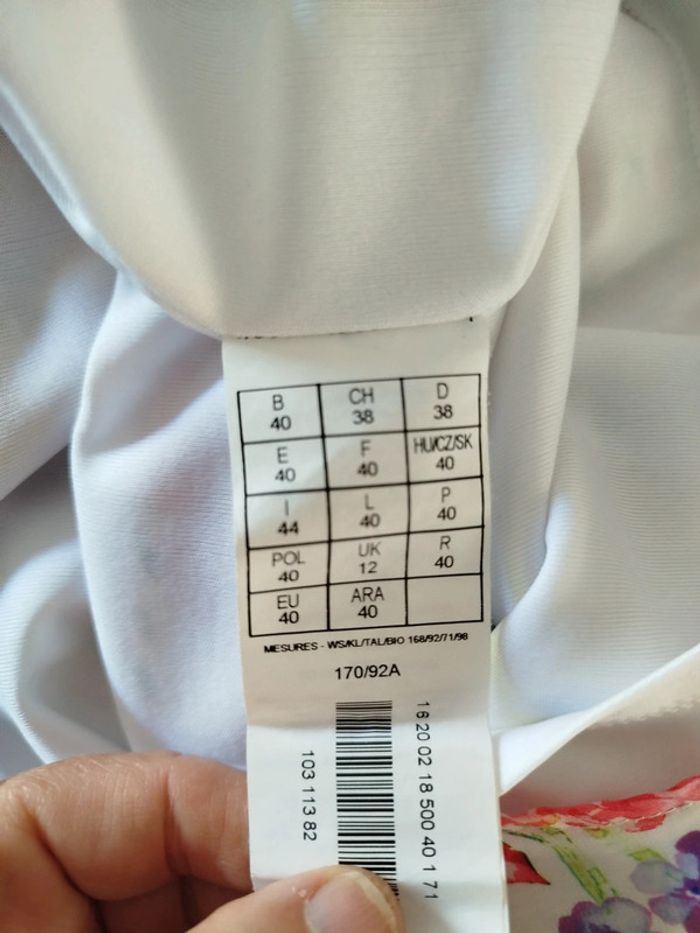 B CH D
40 38 38
E F HU/CZ/SK
40 40 40
I L P
44 40 40
POL UK R
40 12 40
EU ARA
40 40
MESURES - WS/KL/TAL/BIO 168/92/71/98
170/92A
103 113 82
16 20 02 18 500 40 1 71